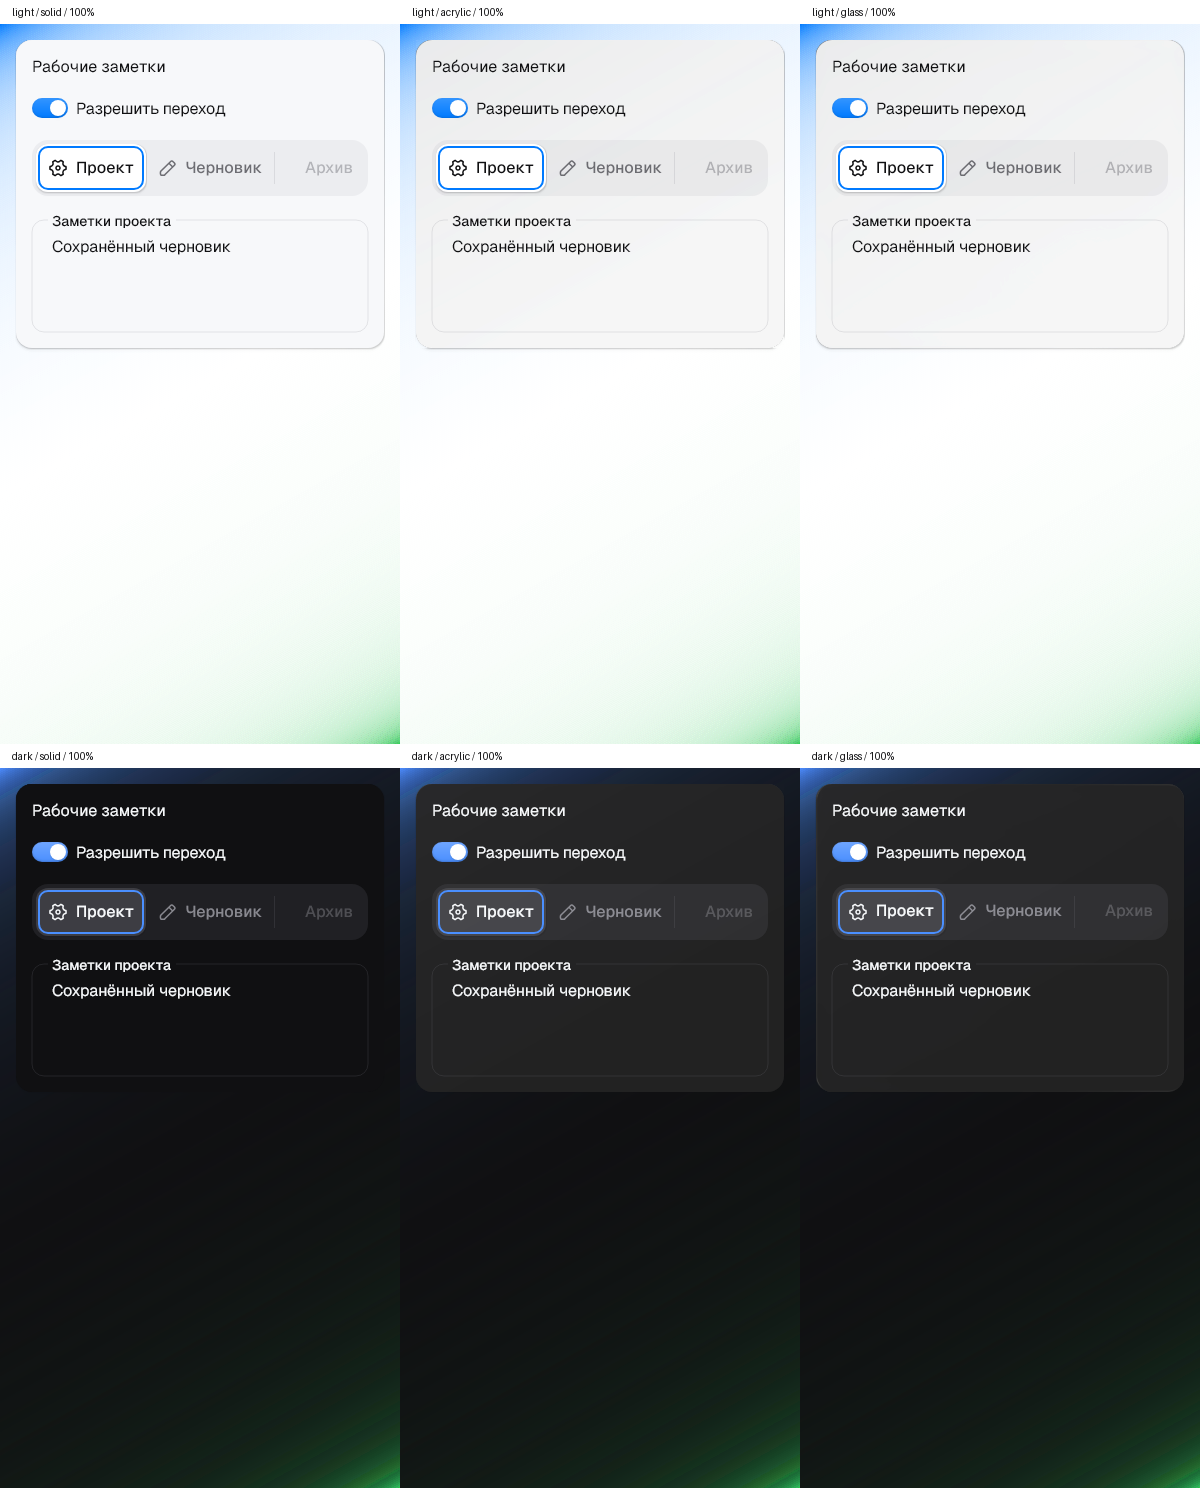 light / solid / 100%
Рабочие заметки
Разрешить переход
Проект Черновик Архив
Заметки проекта
Сохранённый черновик
light / acrylic / 100%
Рабочие заметки
Разрешить переход
Проект Черновик Архив
Заметки проекта
Сохранённый черновик
light / glass / 100%
Рабочие заметки
Разрешить переход
Проект Черновик Архив
Заметки проекта
Сохранённый черновик
dark / solid / 100%
Рабочие заметки
Разрешить переход
Проект Черновик Архив
Заметки проекта
Сохранённый черновик
dark / acrylic / 100%
Рабочие заметки
Разрешить переход
Проект Черновик Архив
Заметки проекта
Сохранённый черновик
dark / glass / 100%
Рабочие заметки
Разрешить переход
Проект Черновик Архив
Заметки проекта
Сохранённый черновик